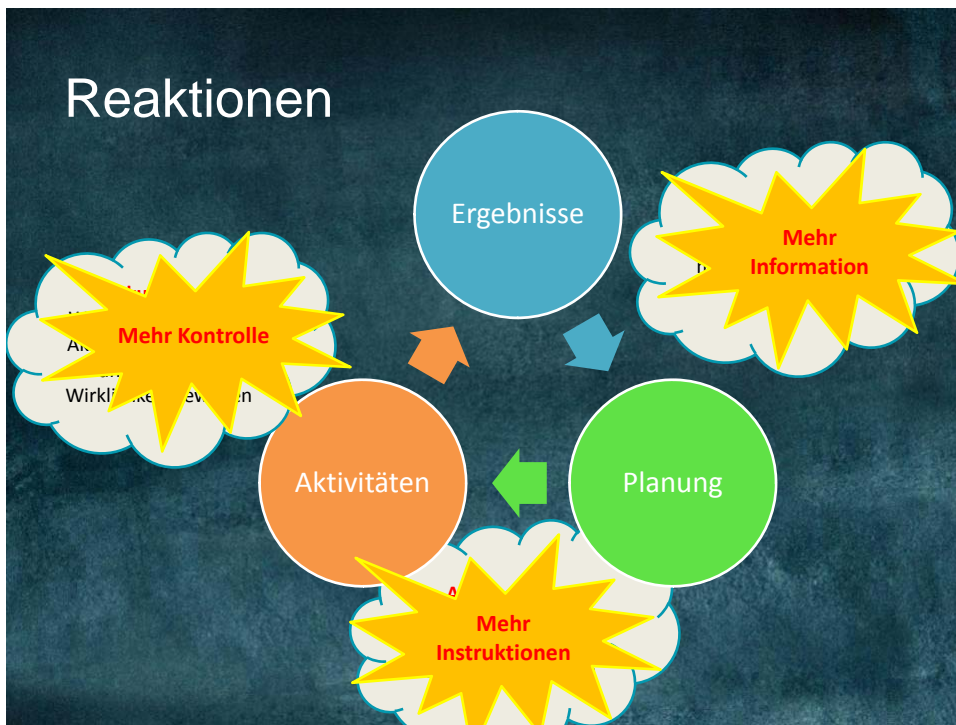 Reaktionen
Ergebnisse
Mehr
Information
Mehr Kontrolle
Aktivitäten
Planung
Mehr
Instruktionen